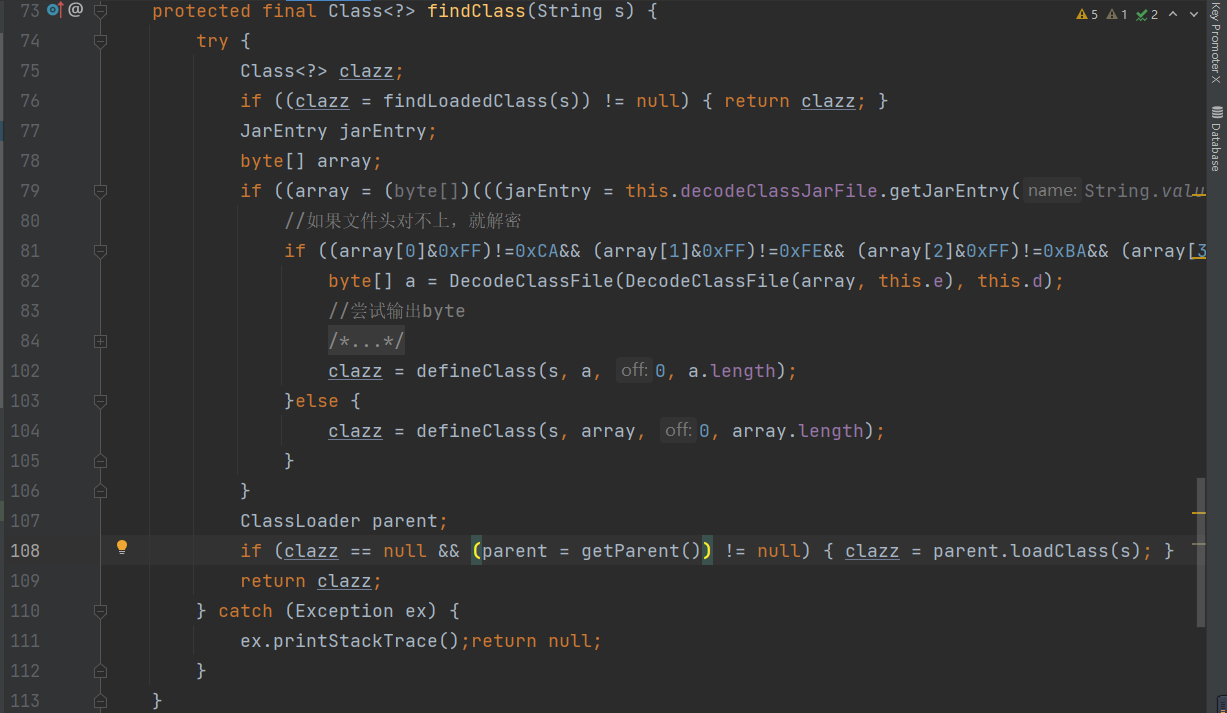 73 protected final Class<?> findClass(String s) {
74 try {
75 Class<?> clazz;
76 if ((clazz = findLoadedClass(s)) != null) { return clazz; }
77 JarEntry jarEntry;
78 byte[] array;
79 if ((array = (byte[])(((jarEntry = this.decodeClassJarFile.getJarEntry( name: String.valu
80 //如果文件头对不上，就解密
81 if ((array[0]&0xFF)!=0xCA&& (array[1]&0xFF)!=0xFE&& (array[2]&0xFF)!=0xBA&& (array[3
82 byte[] a = DecodeClassFile(DecodeClassFile(array, this.e), this.d);
83 //尝试输出byte
84 /*...*/
102 clazz = defineClass(s, a, off: 0, a.length);
103 }else {
104 clazz = defineClass(s, array, off: 0, array.length);
105 }
106 }
107 ClassLoader parent;
108 if (clazz == null && (parent = getParent()) != null) { clazz = parent.loadClass(s); }
109 return clazz;
110 } catch (Exception ex) {
111 ex.printStackTrace();return null;
112 }
113 }
5 1 2
Key Promoter X
Database